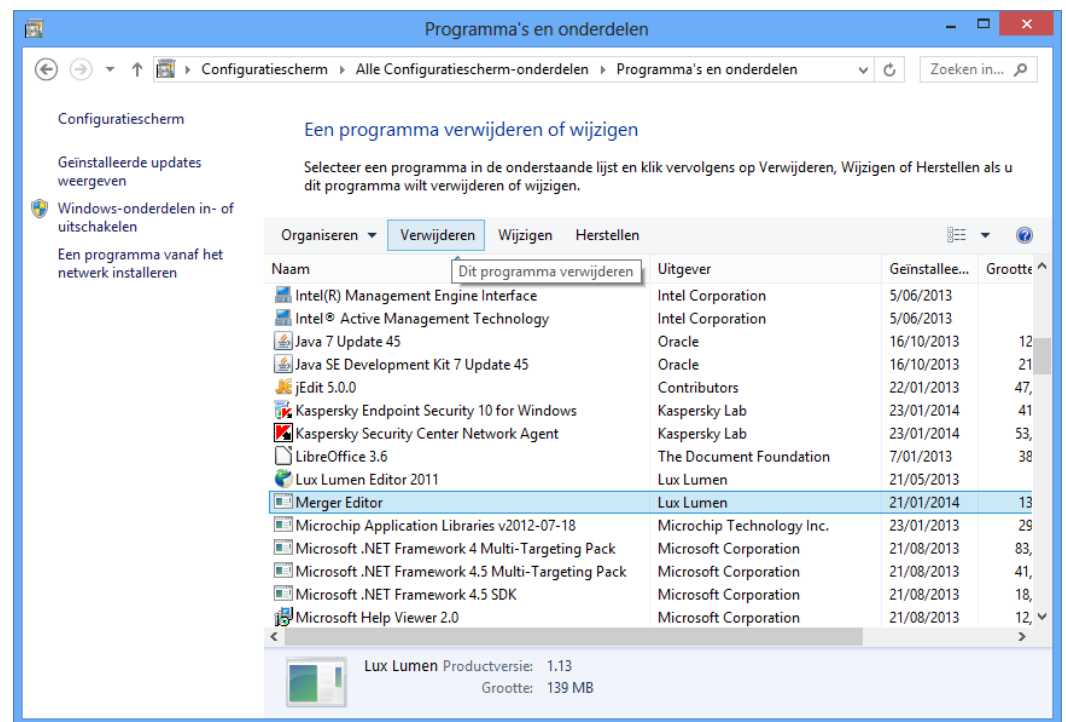 Programma's en onderdelen
Configuratiescherm Alle Configuratiescherm-onderdelen Programma's en onderdelen Zoeken in...
Configuratiescherm
Geïnstalleerde updates
weergeven
Windows-onderdelen in- of
uitschakelen
Een programma vanaf het
netwerk installeren
Een programma verwijderen of wijzigen
Selecteer een programma in de onderstaande lijst en klik vervolgens op Verwijderen, Wijzigen of Herstellen als u
dit programma wilt verwijderen of wijzigen.
Organiseren Verwijderen Wijzigen Herstellen
Dit programma verwijderen
Naam Uitgever Geïnstallee... Grootte
Intel(R) Management Engine Interface Intel Corporation 5/06/2013
Intel® Active Management Technology Intel Corporation 5/06/2013
Java 7 Update 45 Oracle 16/10/2013 12
Java SE Development Kit 7 Update 45 Oracle 16/10/2013 21
jEdit 5.0.0 Contributors 22/01/2013 47,
Kaspersky Endpoint Security 10 for Windows Kaspersky Lab 23/01/2014 41
Kaspersky Security Center Network Agent Kaspersky Lab 23/01/2014 53,
LibreOffice 3.6 The Document Foundation 7/01/2013 38
Lux Lumen Editor 2011 Lux Lumen 21/05/2013
Merger Editor Lux Lumen 21/01/2014 13
Microchip Application Libraries v2012-07-18 Microchip Technology Inc. 23/01/2013 29
Microsoft .NET Framework 4 Multi-Targeting Pack Microsoft Corporation 21/08/2013 83,
Microsoft .NET Framework 4.5 Multi-Targeting Pack Microsoft Corporation 21/08/2013 41,
Microsoft .NET Framework 4.5 SDK Microsoft Corporation 21/08/2013 18,
Microsoft Help Viewer 2.0 Microsoft Corporation 21/08/2013 12,
Lux Lumen Productversie: 1.13
Grootte: 139 MB